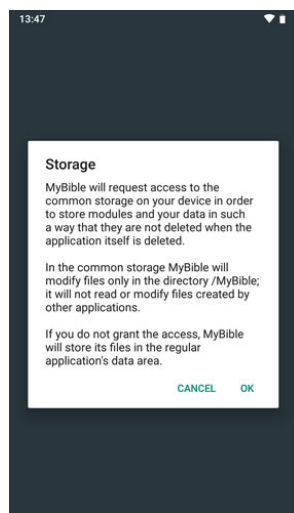 13:47
Storage
MyBible will request access to the
common storage on your device in order
to store modules and your data in such
a way that they are not deleted when the
application itself is deleted.
In the common storage MyBible will
modify files only in the directory /MyBible;
it will not read or modify files created by
other applications.
If you do not grant the access, MyBible
will store its files in the regular
application's data area.
CANCEL OK